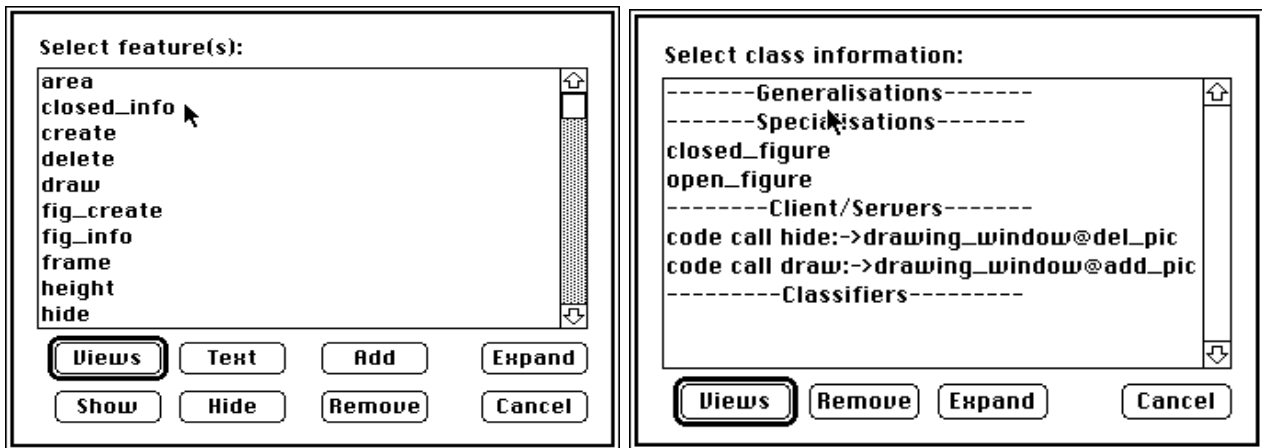 Select feature(s):
area
closed_info
create
delete
draw
fig_create
fig_info
frame
height
hide
Views Text Add Expand
Show Hide Remove Cancel
Select class information:
-------Generalisations-------
-------Specialisations-------
closed_figure
open_figure
--------Client/Servers-------
code call hide:->drawing_window@del_pic
code call draw:->drawing_window@add_pic
---------Classifiers---------
Views Remove Expand Cancel